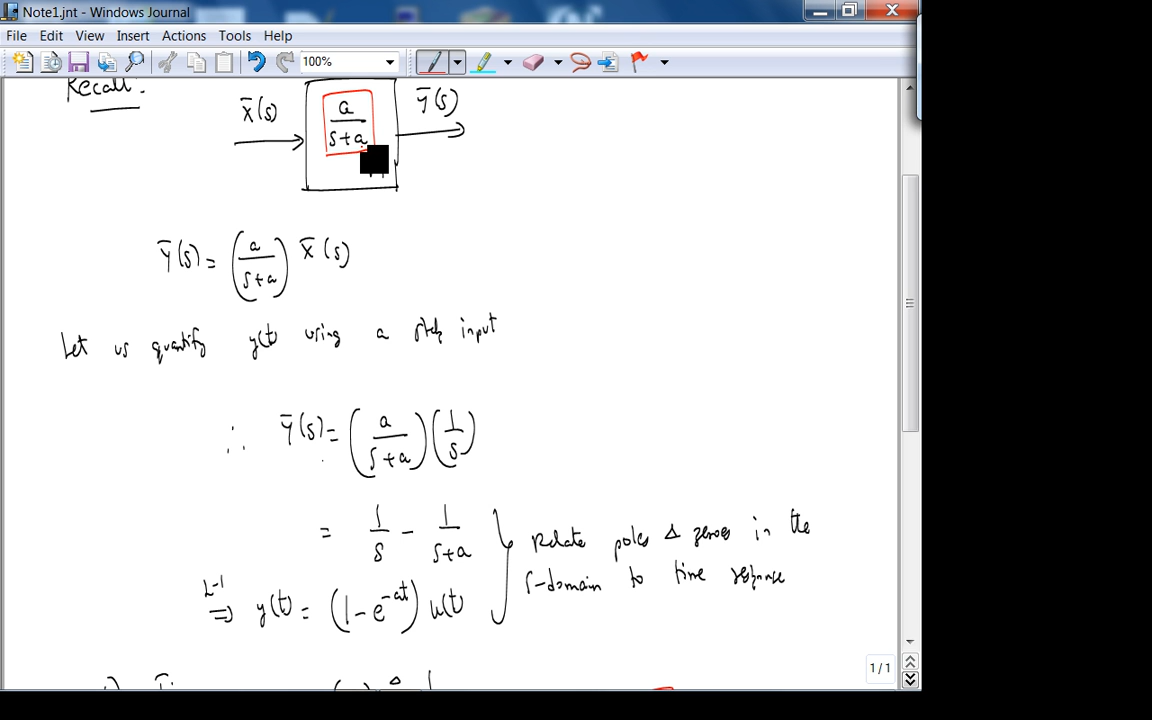 Note1.jnt - Windows Journal
File Edit View Insert Actions Tools Help
100%
Recall.
X̄(s) a/(s+a) Ȳ(s)
Ȳ(s) = (a/(s+a)) X̄(s)
Let us quantify y(t) using a step input
∴ Ȳ(s) = (a/(s+a)) (1/s)
= 1/s - 1/(s+a)
Relate poles & zeroes in the
s-domain to time response
L^-1 ⇒ y(t) = (1 - e^-at) u(t)
1/1